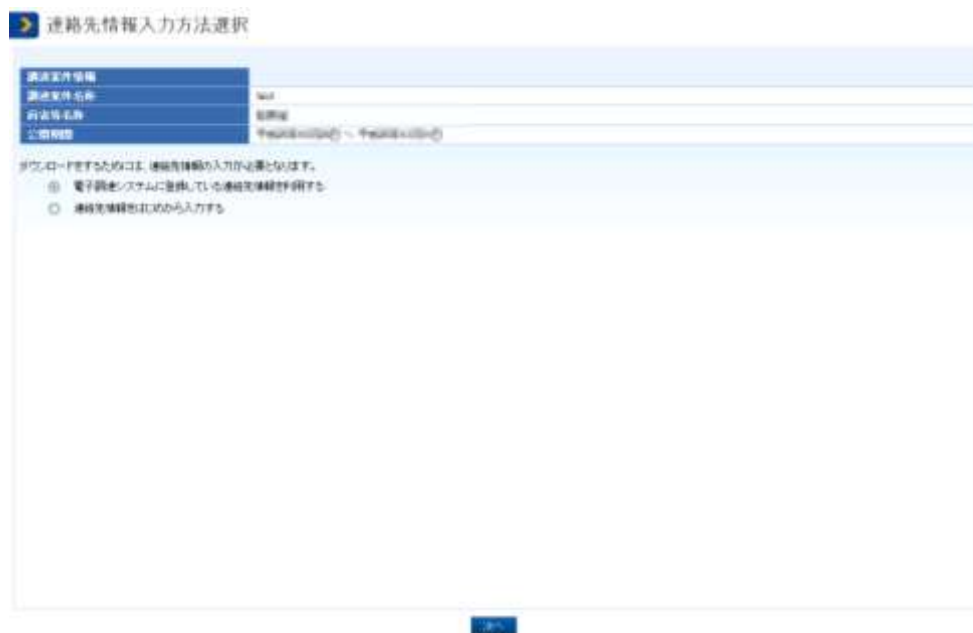 連絡先情報入力方法選択
調達案件情報
調達案件名称 test
府省等名称 総務省
公開期間
ダウンロードをするためには、連絡先情報の入力が必要となります。
電子調達システムに登録している連絡先情報を利用する
連絡先情報をはじめから入力する
次へ